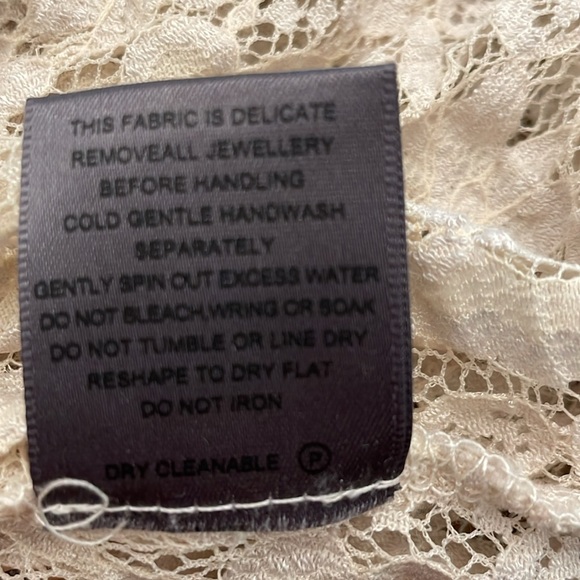 THIS FABRIC IS DELICATE
REMOVEALL JEWELLERY
BEFORE HANDLING
COLD GENTLE HANDWASH
SEPARATELY
GENTLY SPIN OUT EXCESS WATER
DO NOT BLEACH,WRING OR SOAK
DO NOT TUMBLE OR LINE DRY
RESHAPE TO DRY FLAT
DO NOT IRON
DRY CLEANABLE Ⓟ